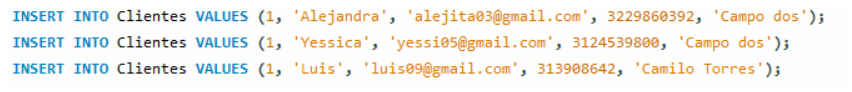 INSERT INTO Clientes VALUES (1, 'Alejandra', 'alejita03@gmail.com', 3229860392, 'Campo dos');
INSERT INTO Clientes VALUES (1, 'Yessica', 'yessi05@gmail.com', 3124539800, 'Campo dos');
INSERT INTO Clientes VALUES (1, 'Luis', 'luis09@gmail.com', 313908642, 'Camilo Torres');